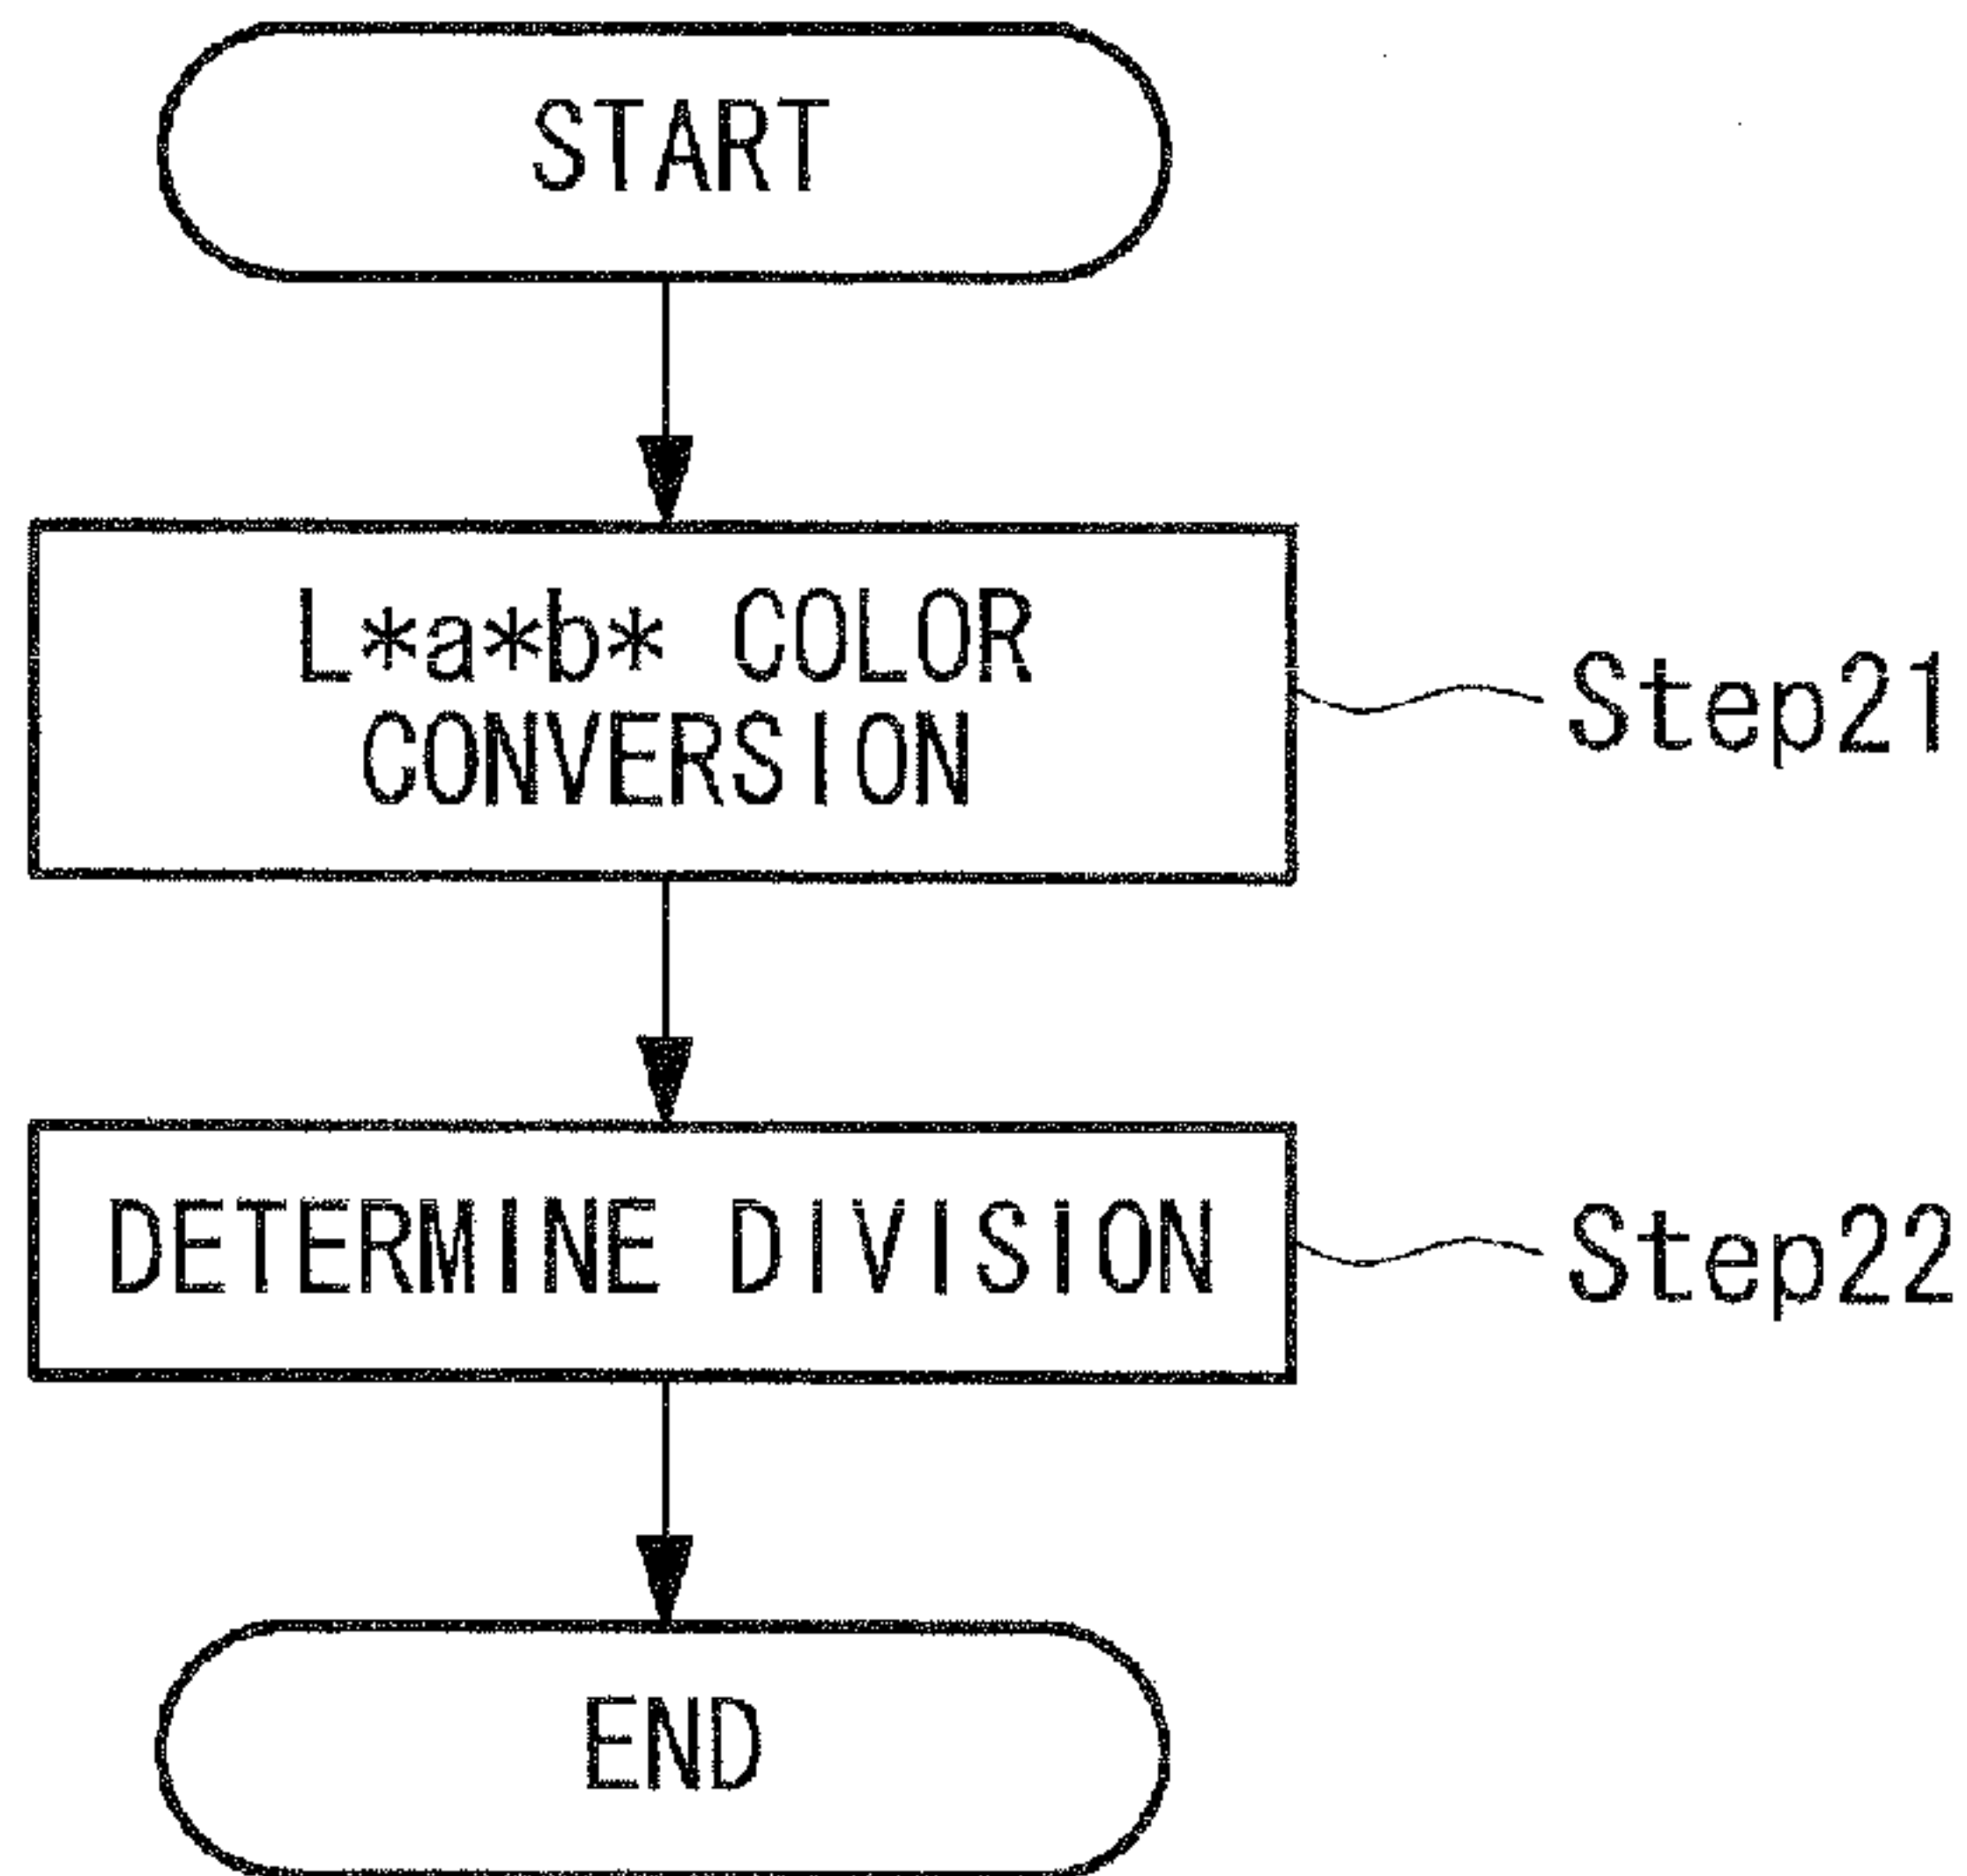 START
L*a*b* COLOR
CONVERSION
Step21
DETERMINE DIVISION
Step22
END